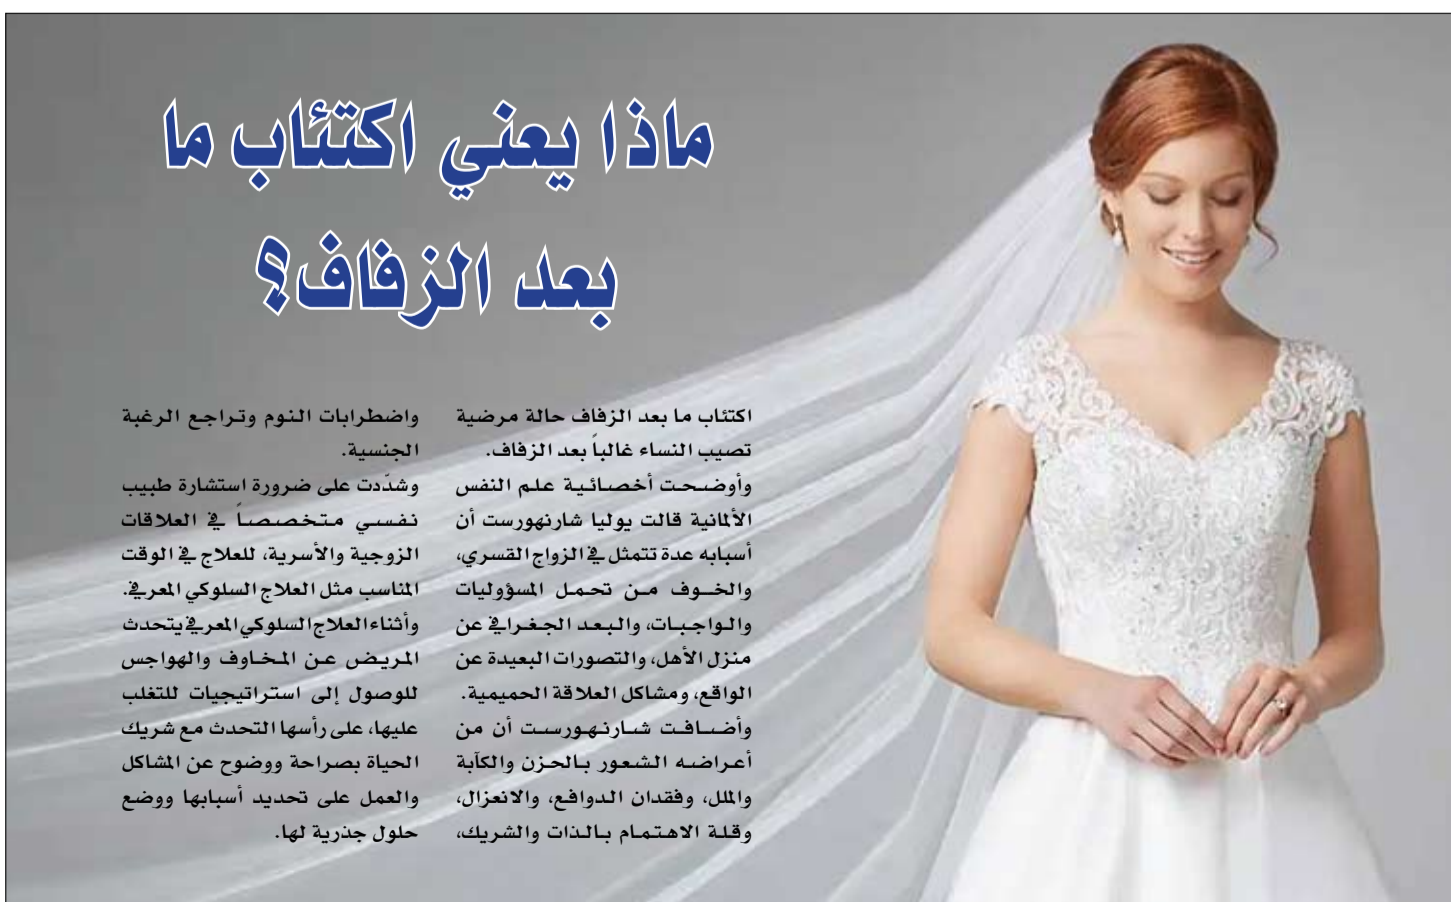 ماذا يعني اكتئاب ما
بعد الزفاف؟
اكتئاب ما بعد الزفاف حالة مرضية
تصيب النساء غالباً بعد الزفاف.
وأوضحت أخصائية علم النفس
الألمانية قالت يوليا شارنهورست أن
أسبابه عدة تتمثل في الزواج القسري،
والخوف من تحمل المسؤوليات
والواجبات، والبعد الجغرافي عن
منزل الأهل، والتصورات البعيدة عن
الواقع، ومشاكل العلاقة الحميمية.
وأضافت شارنهورست أن من
أعراضه الشعور بالحزن والكآبة
والملل، وفقدان الدوافع، والانعزال،
وقلة الاهتمام بالذات والشريك،
واضطرابات النوم وتراجع الرغبة
الجنسية.
وشدّدت على ضرورة استشارة طبيب
نفسي متخصصاً في العلاقات
الزوجية والأسرية، للعلاج في الوقت
المناسب مثل العلاج السلوكي المعرفي.
وأثناء العلاج السلوكي المعرفي يتحدث
المريض عن المخاوف والهواجس
للوصول إلى استراتيجيات للتغلب
عليها، على رأسها التحدث مع شريك
الحياة بصراحة ووضوح عن المشاكل
والعمل على تحديد أسبابها ووضع
حلول جذرية لها.